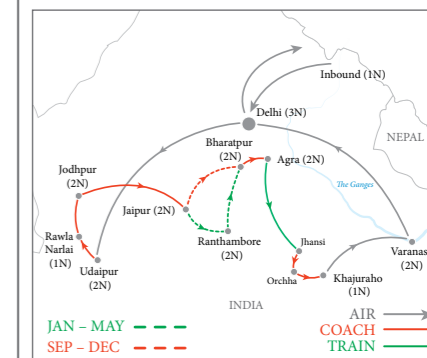 Inbound (1N)
Delhi (3N)
NEPAL
Bharatpur
(2N)
Agra (2N)
Jodhpur
(2N)
The Ganges
Jaipur (2N)
Rawla
Narlai
(1N)
Ranthambore
(2N)
Jhansi
Varanas
(2N)
Udaipur
(2N)
Orchha
Khajuraho
(1N)
INDIA
AIR
JAN – MAY
COACH
SEP – DEC
TRAIN